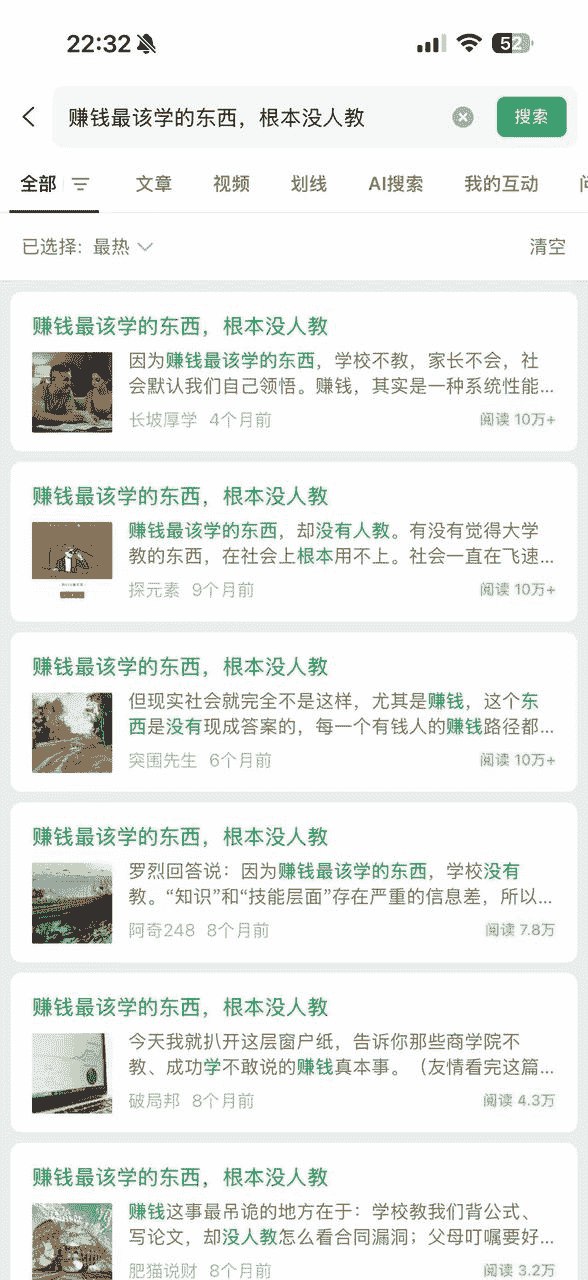 22:32
52
赚钱最该学的东西，根本没人教
搜索
全部
文章
视频
划线
AI搜索
我的互动
已选择：最热
清空
赚钱最该学的东西，根本没人教
因为赚钱最该学的东西，学校不教，家长不会，社
会默认我们自己领悟。赚钱，其实是一种系统性能...
长坡厚学 4个月前
阅读 10万+
赚钱最该学的东西，根本没人教
赚钱最该学的东西，却没有人教。有没有觉得大学
教的东西，在社会上根本用不上。社会一直在飞速...
探元素 9个月前
阅读 10万+
赚钱最该学的东西，根本没人教
但现实社会就完全不是这样，尤其是赚钱，这个东
西是没有现成答案的，每一个有钱人的赚钱路径都...
突围先生 6个月前
阅读 10万+
赚钱最该学的东西，根本没人教
罗烈回答说：因为赚钱最该学的东西，学校没有
教。“知识”和“技能层面”存在严重的信息差，所以...
阿奇248 8个月前
阅读 7.8万
赚钱最该学的东西，根本没人教
今天我就扒开这层窗户纸，告诉你那些商学院不
教、成功学不敢说的赚钱真本事。（友情看完这篇...
破局邦 8个月前
阅读 4.3万
赚钱最该学的东西，根本没人教
赚钱这事最吊诡的地方在于：学校教我们背公式、
写论文，却没人教怎么看合同漏洞；父母叮嘱要好...
肥猫说财 8个月前
阅读 3.2万